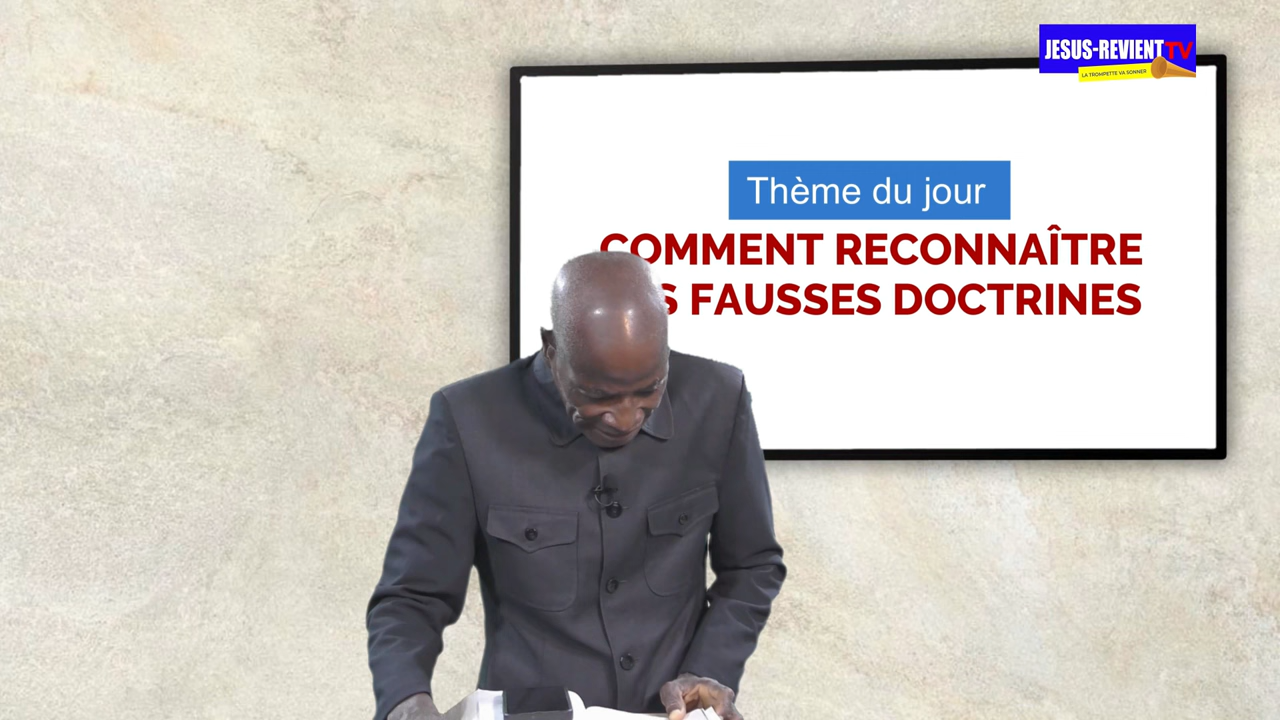 JESUS-REVIENT TV
LA TROMPETTE VA SONNER
Thème du jour
COMMENT RECONNAÎTRE
S FAUSSES DOCTRINES